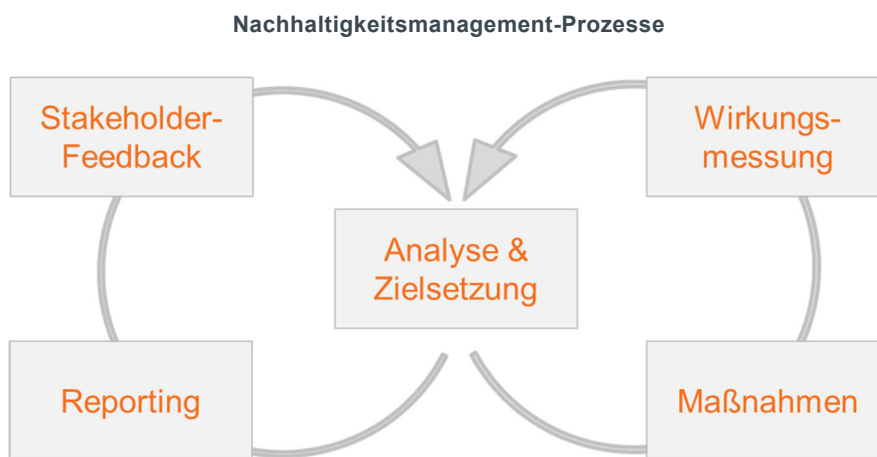 Nachhaltigkeitsmanagement-Prozesse
Stakeholder-
Feedback
Wirkungs-
messung
Analyse &
Zielsetzung
Reporting
Maßnahmen